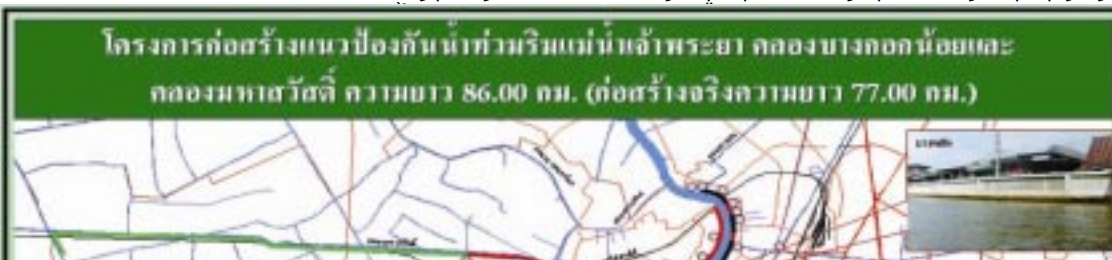 โครงการก่อสร้างแนวป้องกันน้ำท่วมริมแม่น้ำเจ้าพระยา คลองบางกอกน้อยและ
คลองมหาสวัสดิ์ ความยาว 86.00 กม. (ก่อสร้างจริงความยาว 77.00 กม.)